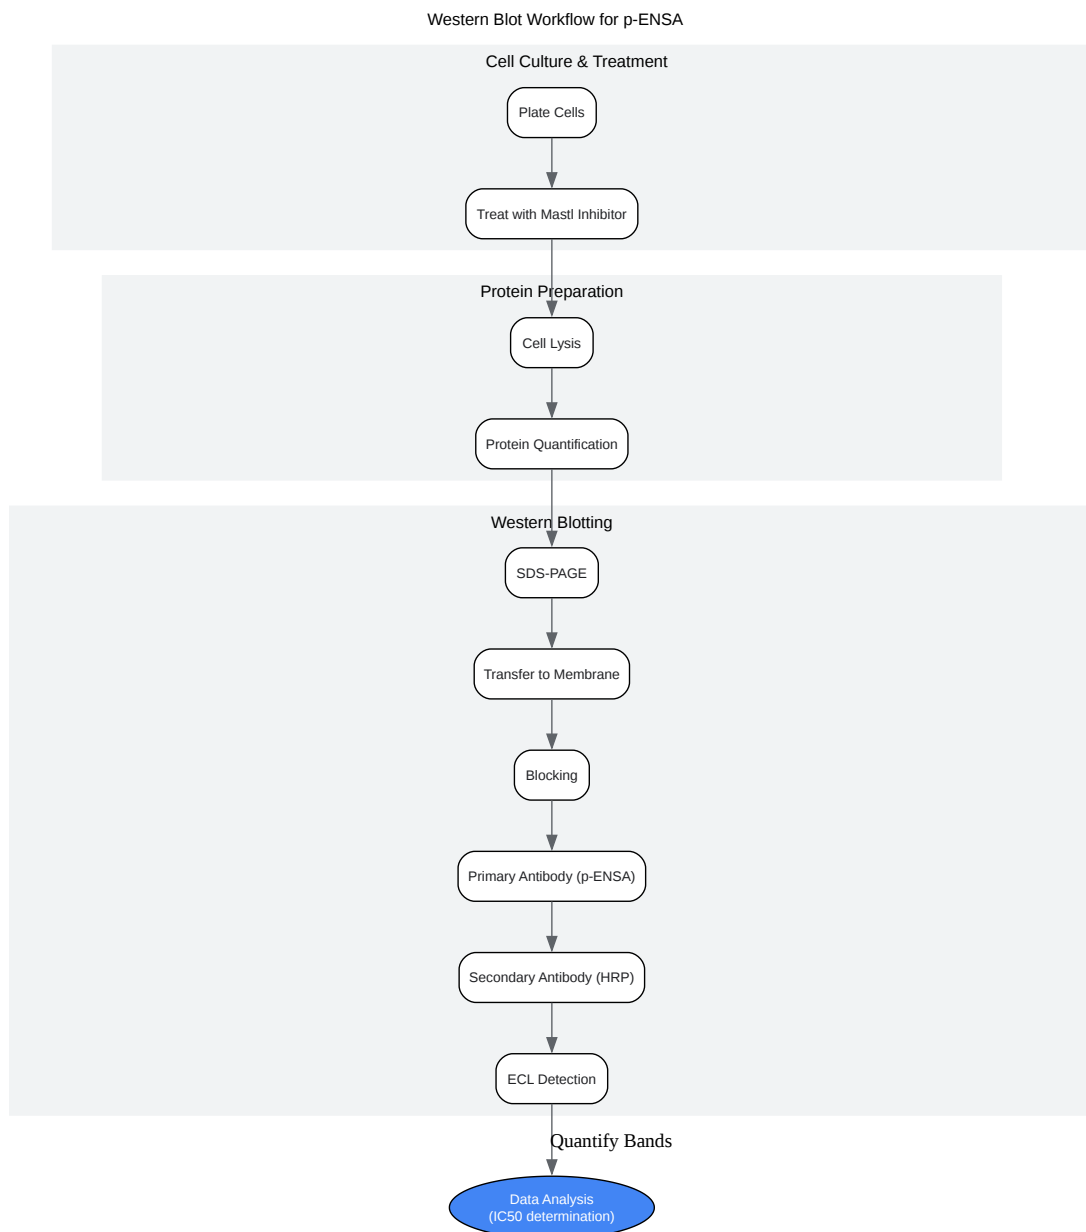 Western Blot Workflow for p-ENSA
Cell Culture & Treatment
Plate Cells
Treat with Mastl Inhibitor
Protein Preparation
Cell Lysis
Protein Quantification
Western Blotting
SDS-PAGE
Transfer to Membrane
Blocking
Primary Antibody (p-ENSA)
Secondary Antibody (HRP)
ECL Detection
Quantify Bands
Data Analysis
(IC50 determination)